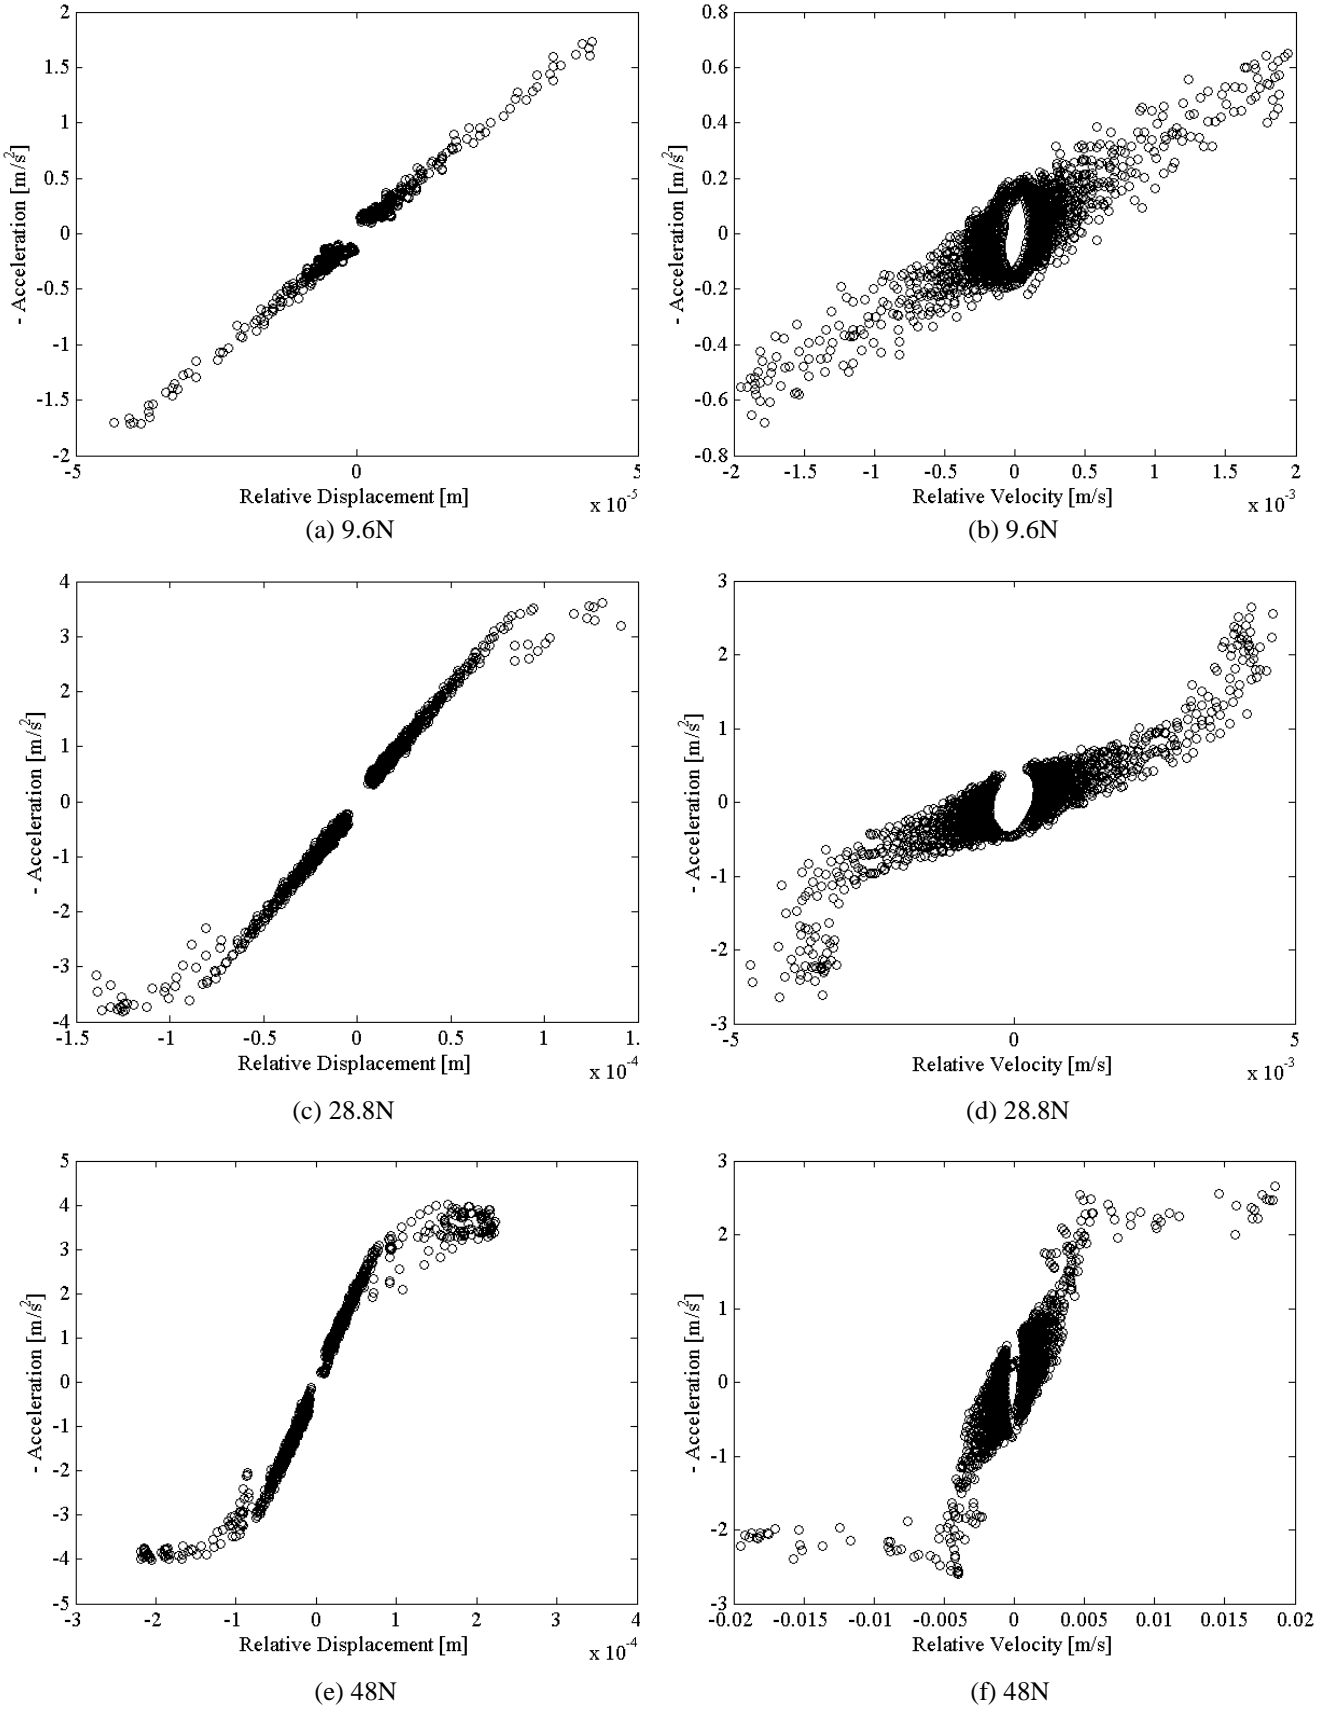 2
1.5
1
0.5
0
-0.5
-1
-1.5
-2
- Acceleration [m/s²]
-5 0 5
Relative Displacement [m]
x 10⁻⁵
(a) 9.6N
0.8
0.6
0.4
0.2
0
-0.2
-0.4
-0.6
-0.8
- Acceleration [m/s²]
-2 -1.5 -1 -0.5 0 0.5 1 1.5 2
Relative Velocity [m/s]
x 10⁻³
(b) 9.6N
4
3
2
1
0
-1
-2
-3
-4
- Acceleration [m/s²]
-1.5 -1 -0.5 0 0.5 1 1.
Relative Displacement [m]
x 10⁻⁴
(c) 28.8N
3
2
1
0
-1
-2
-3
- Acceleration [m/s²]
-5 0 5
Relative Velocity [m/s]
x 10⁻³
(d) 28.8N
5
4
3
2
1
0
-1
-2
-3
-4
-5
- Acceleration [m/s²]
-3 -2 -1 0 1 2 3 4
Relative Displacement [m]
x 10⁻⁴
(e) 48N
3
2
1
0
-1
-2
-3
- Acceleration [m/s²]
-0.02 -0.015 -0.01 -0.005 0 0.005 0.01 0.015 0.02
Relative Velocity [m/s]
(f) 48N